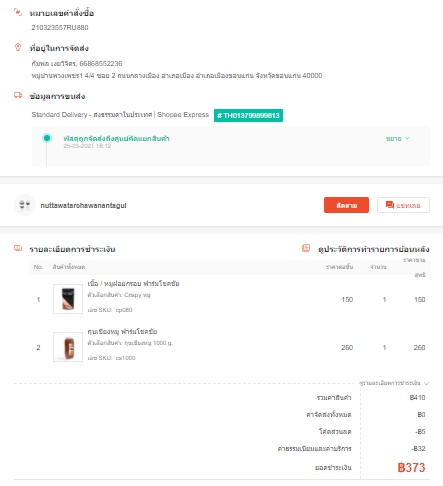 หมายเลขคำสั่งซื้อ
210323557RU880
ที่อยู่ในการจัดส่ง
กัมพล เงยวิจิตร, 66868552236
หมู่บ้านพวงเพชร1 4/4 ซอย 2 ถนนกลางเมือง อำเภอเมือง อำเภอเมืองขอนแก่น จังหวัดขอนแก่น 40000
ข้อมูลการขนส่ง
Standard Delivery - ส่งธรรมดาในประเทศ | Shopee Express # TH013799899813
พัสดุถูกจัดส่งถึงศูนย์คัดแยกสินค้า ขยาย
25-03-2021 16:12
nuttawatarohawanantagul ติดตาม แชทเลย
รายละเอียดการชำระเงิน ดูประวัติการทำรายการย้อนหลัง
No. สินค้าทั้งหมด ราคาต่อชิ้น จำนวน ราคาขายสุทธิ
1 เนื้อ / หมูฝอยกรอบ ฟาร์มโชคชัย 150 1 150
ตัวเลือกสินค้า: Crispy หมู
เลข SKU: cp080
2 กุนเชียงหมู ฟาร์มโชคชัย 260 1 260
ตัวเลือกสินค้า: กุนเชียงหมู 1000 g.
เลข SKU: cs1000
ดูรายละเอียดการชำระเงิน
รวมค่าสินค้า ฿410
ค่าจัดส่งทั้งหมด ฿0
โค้ดส่วนลด -฿5
ค่าธรรมเนียมและค่าบริการ -฿32
ยอดชำระเงิน ฿373